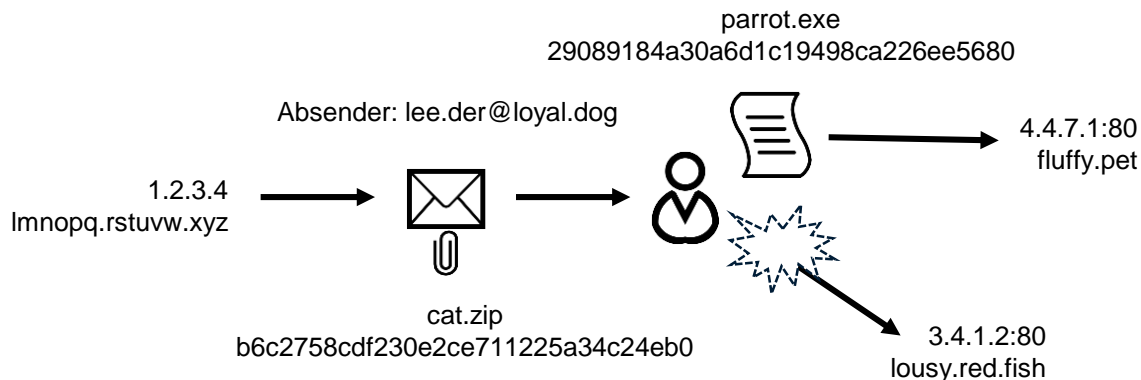 parrot.exe
29089184a30a6d1c19498ca226ee5680
Absender: lee.der@loyal.dog
4.4.7.1:80
fluffy.pet
1.2.3.4
lmnopq.rstuvw.xyz
cat.zip
b6c2758cdf230e2ce711225a34c24eb0
3.4.1.2:80
lousy.red.fish